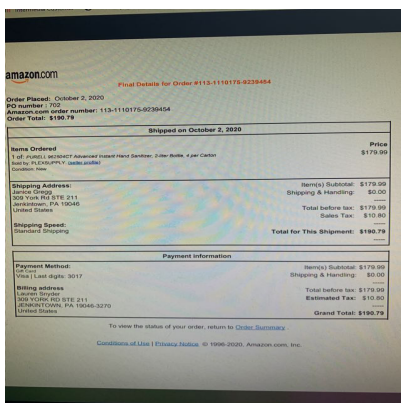 amazon.com
Final Details for Order #113-1110175-9239454
Order Placed: October 2, 2020
PO number : 702
Amazon.com order number: 113-1110175-9239454
Order Total: $190.79
Shipped on October 2, 2020
Items Ordered Price
1 of: PURELL 962504CT Advanced Instant Hand Sanitizer, 2-liter Bottle, 4 per Carton $179.99
Sold by: PLEXSUPPLY. (seller profile)
Condition: New
Shipping Address:
Janice Gregg
309 York Rd STE 211
Jenkintown, PA 19046
United States
Shipping Speed:
Standard Shipping
Item(s) Subtotal: $179.99
Shipping & Handling: $0.00
-----
Total before tax: $179.99
Sales Tax: $10.80
-----
Total for This Shipment: $190.79
-----
Payment information
Payment Method:
Gift Card
Visa | Last digits: 3017
Billing address
Lauren Snyder
309 YORK RD STE 211
JENKINTOWN, PA 19046-3270
United States
Item(s) Subtotal: $179.99
Shipping & Handling: $0.00
-----
Total before tax: $179.99
Estimated Tax: $10.80
-----
Grand Total: $190.79
To view the status of your order, return to Order Summary.
Conditions of Use | Privacy Notice © 1996-2020, Amazon.com, Inc.